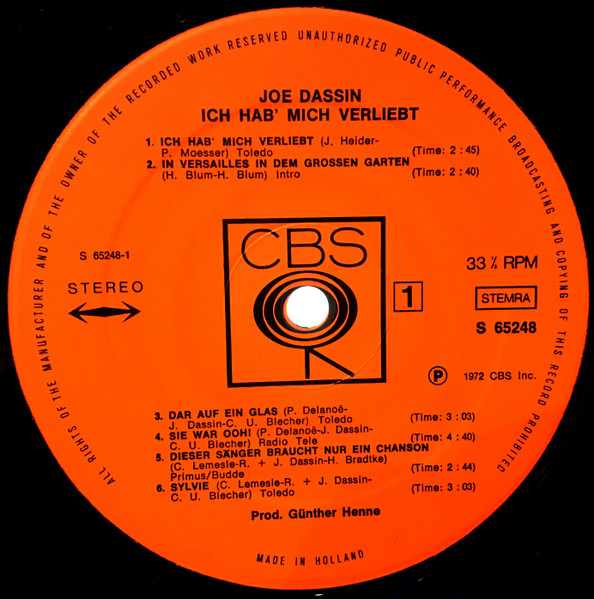 ALL RIGHTS OF THE MANUFACTURER AND OF THE OWNER OF THE RECORDED WORK RESERVED UNAUTHORIZED PUBLIC PERFORMANCE BROADCASTING AND COPYING OF THIS RECORD PROHIBITED
JOE DASSIN
ICH HAB' MICH VERLIEBT
1. ICH HAB' MICH VERLIEBT (J. Heider-
P. Moesser) Toledo (Time: 2 : 45)
2. IN VERSAILLES IN DEM GROSSEN GARTEN
(H. Blum-H. Blum) Intro (Time: 2 : 40)
CBS
S 65248-1
STEREO
1
33 ⅓ RPM
STEMRA
S 65248
P 1972 CBS Inc.
3. DAR AUF EIN GLAS (P. Delanoê-
J. Dassin-C. U. Blecher) Toledo (Time: 3 : 03)
4. SIE WAR OOH! (P. Delanoê-J. Dassin-
C. U. Blecher) Radio Tele (Time: 4 : 40)
5. DIESER SÄNGER BRAUCHT NUR EIN CHANSON
(C. Lemesle-R. + J. Dassin-H. Bradtke)
Primus/Budde (Time: 2 : 44)
6. SYLVIE (C. Lemesle-R. + J. Dassin-
C. U. Blecher) Toledo (Time: 3 : 03)
Prod. Günther Henne
MADE IN HOLLAND